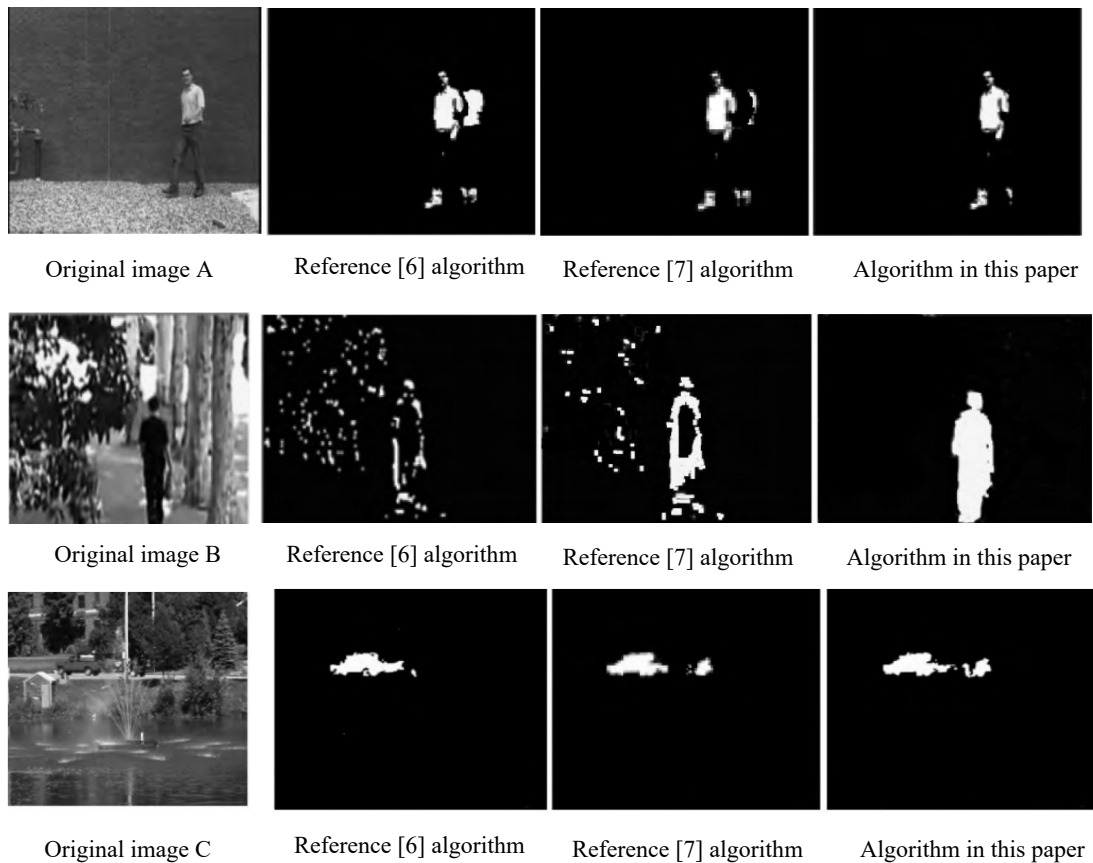 Original image A
Reference [6] algorithm
Reference [7] algorithm
Algorithm in this paper
Original image B
Reference [6] algorithm
Reference [7] algorithm
Algorithm in this paper
Original image C
Reference [6] algorithm
Reference [7] algorithm
Algorithm in this paper